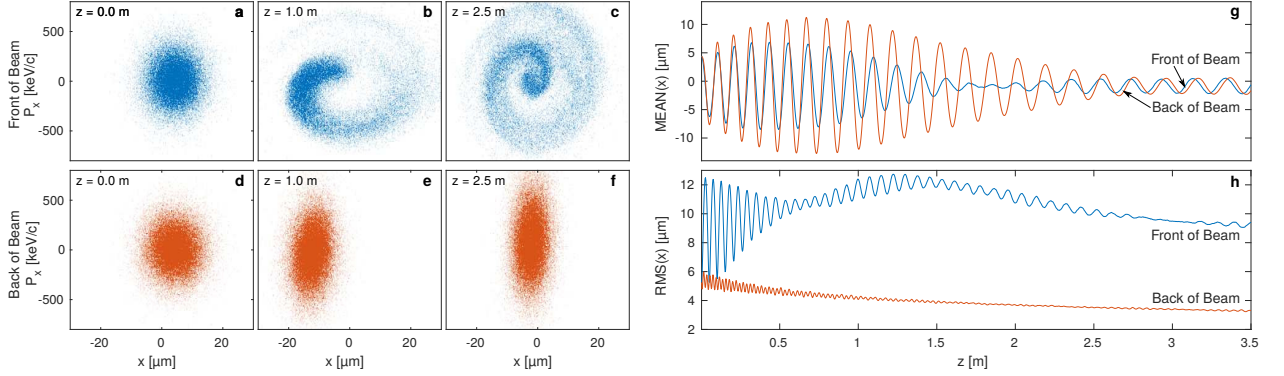 z = 0.0 m
a
z = 1.0 m
b
z = 2.5 m
c
500
0
-500
Front of Beam
Pₓ [keV/c]
z = 0.0 m
d
z = 1.0 m
e
z = 2.5 m
f
500
0
-500
Back of Beam
Pₓ [keV/c]
-20 0 20
-20 0 20
-20 0 20
x [µm]
x [µm]
x [µm]
g
10
5
0
-5
-10
MEAN(x) [µm]
Front of Beam
Back of Beam
h
12
10
8
6
4
2
RMS(x) [µm]
Front of Beam
Back of Beam
0.5 1 1.5 2 2.5 3 3.5
z [m]